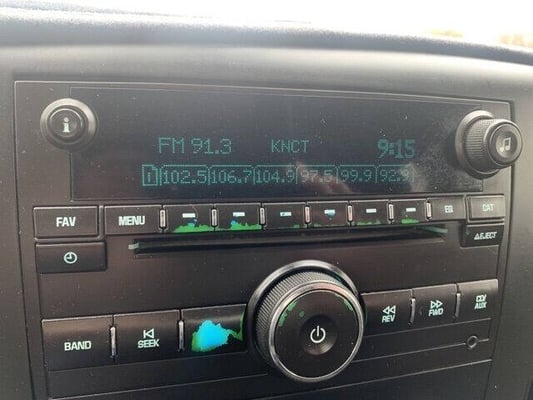 i
FM 91.3 KNCT 9:15
1 102.5 106.7 104.9 97.5 99.9 92.9
FAV MENU EQ CAT
EJECT
BAND SEEK REV FWD CD/AUX